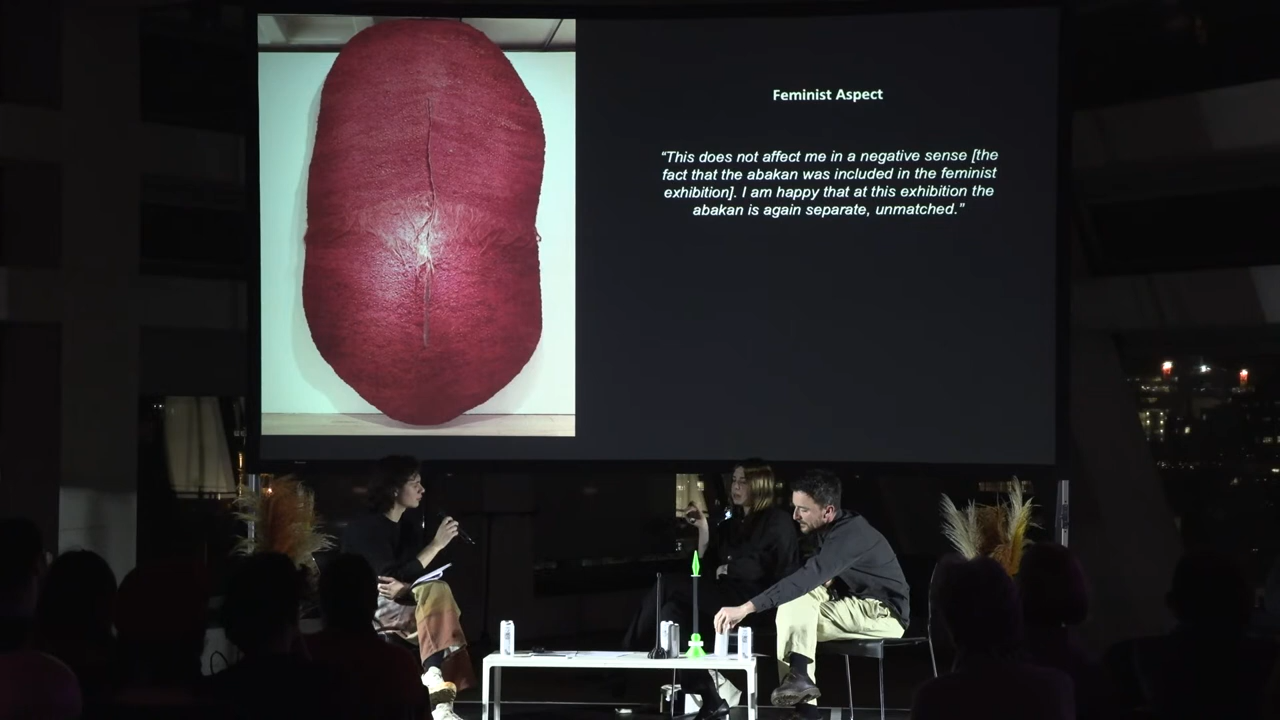 Feminist Aspect
“This does not affect me in a negative sense [the
fact that the abakan was included in the feminist
exhibition]. I am happy that at this exhibition the
abakan is again separate, unmatched.”